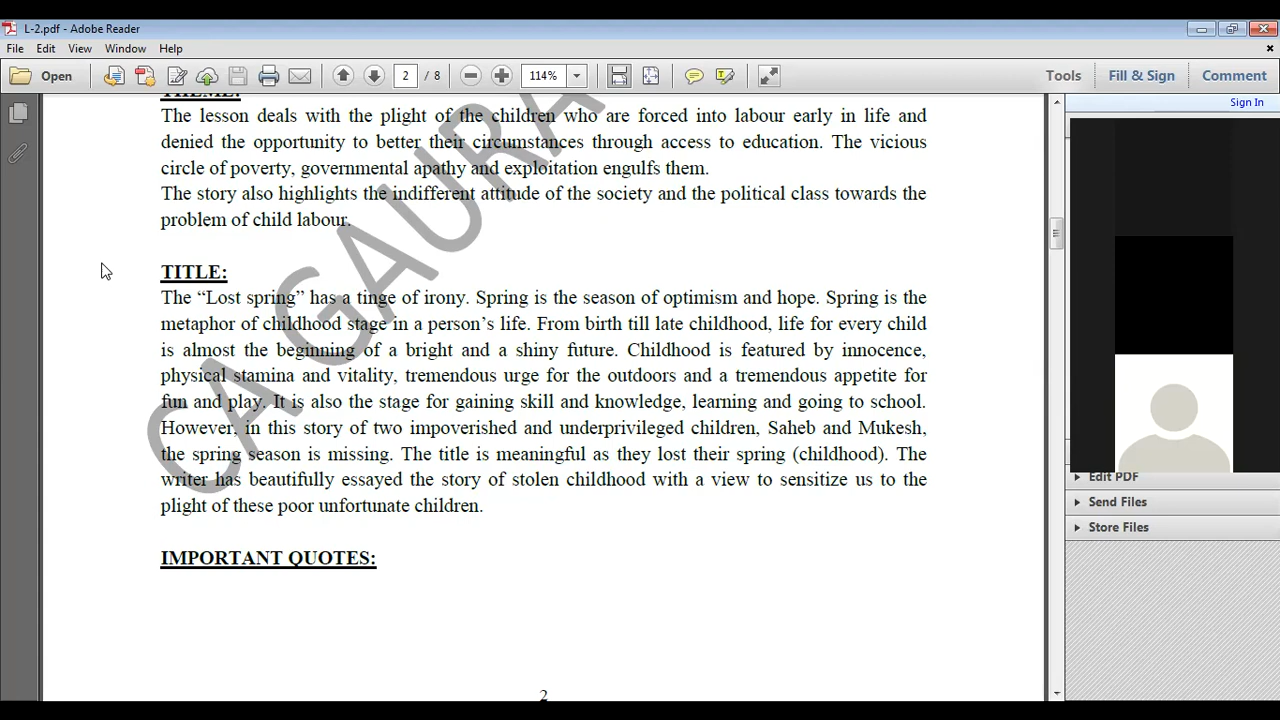 L-2.pdf - Adobe Reader
File Edit View Window Help
Open 2 / 8 114% Tools Fill & Sign Comment
Sign In
THEME:
The lesson deals with the plight of the children who are forced into labour early in life and
denied the opportunity to better their circumstances through access to education. The vicious
circle of poverty, governmental apathy and exploitation engulfs them.
The story also highlights the indifferent attitude of the society and the political class towards the
problem of child labour.
TITLE:
The “Lost spring” has a tinge of irony. Spring is the season of optimism and hope. Spring is the
metaphor of childhood stage in a person’s life. From birth till late childhood, life for every child
is almost the beginning of a bright and a shiny future. Childhood is featured by innocence,
physical stamina and vitality, tremendous urge for the outdoors and a tremendous appetite for
fun and play. It is also the stage for gaining skill and knowledge, learning and going to school.
However, in this story of two impoverished and underprivileged children, Saheb and Mukesh,
the spring season is missing. The title is meaningful as they lost their spring (childhood). The
writer has beautifully essayed the story of stolen childhood with a view to sensitize us to the
plight of these poor unfortunate children.
IMPORTANT QUOTES:
2
CA GAURA
Edit PDF
Send Files
Store Files